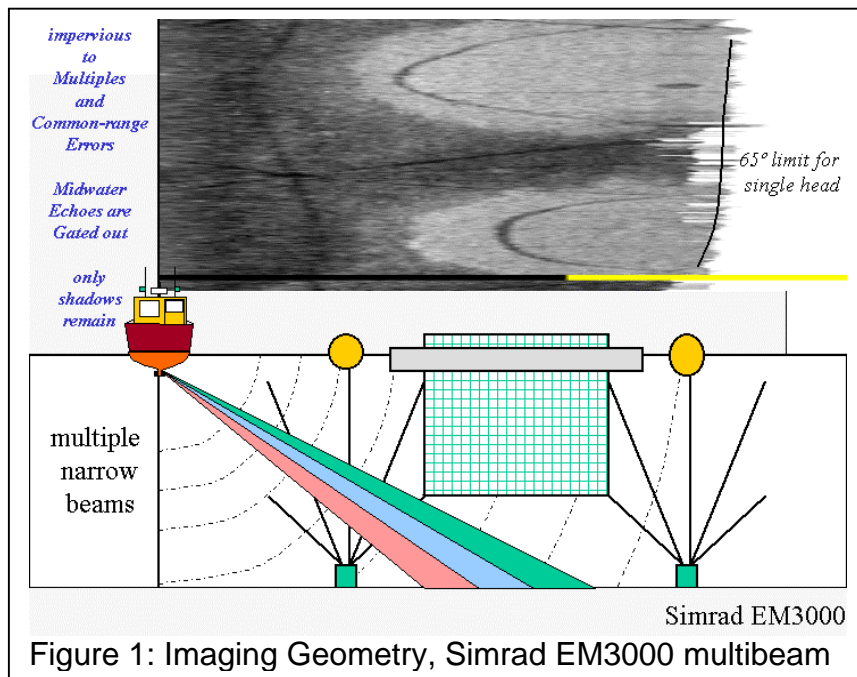 impervious
to
Multiples
and
Common-range
Errors
Midwater
Echoes are
Gated out
only
shadows
remain
65° limit for
single head
multiple
narrow
beams
Simrad EM3000
Figure 1: Imaging Geometry, Simrad EM3000 multibeam